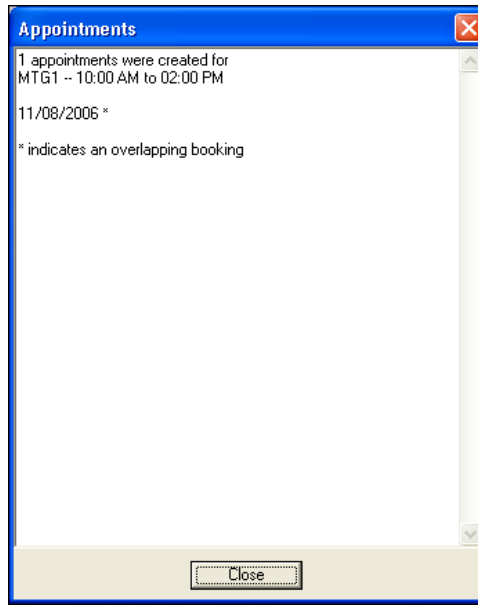 Appointments
1 appointments were created for
MTG1 -- 10:00 AM to 02:00 PM
11/08/2006 *
* indicates an overlapping booking
Close